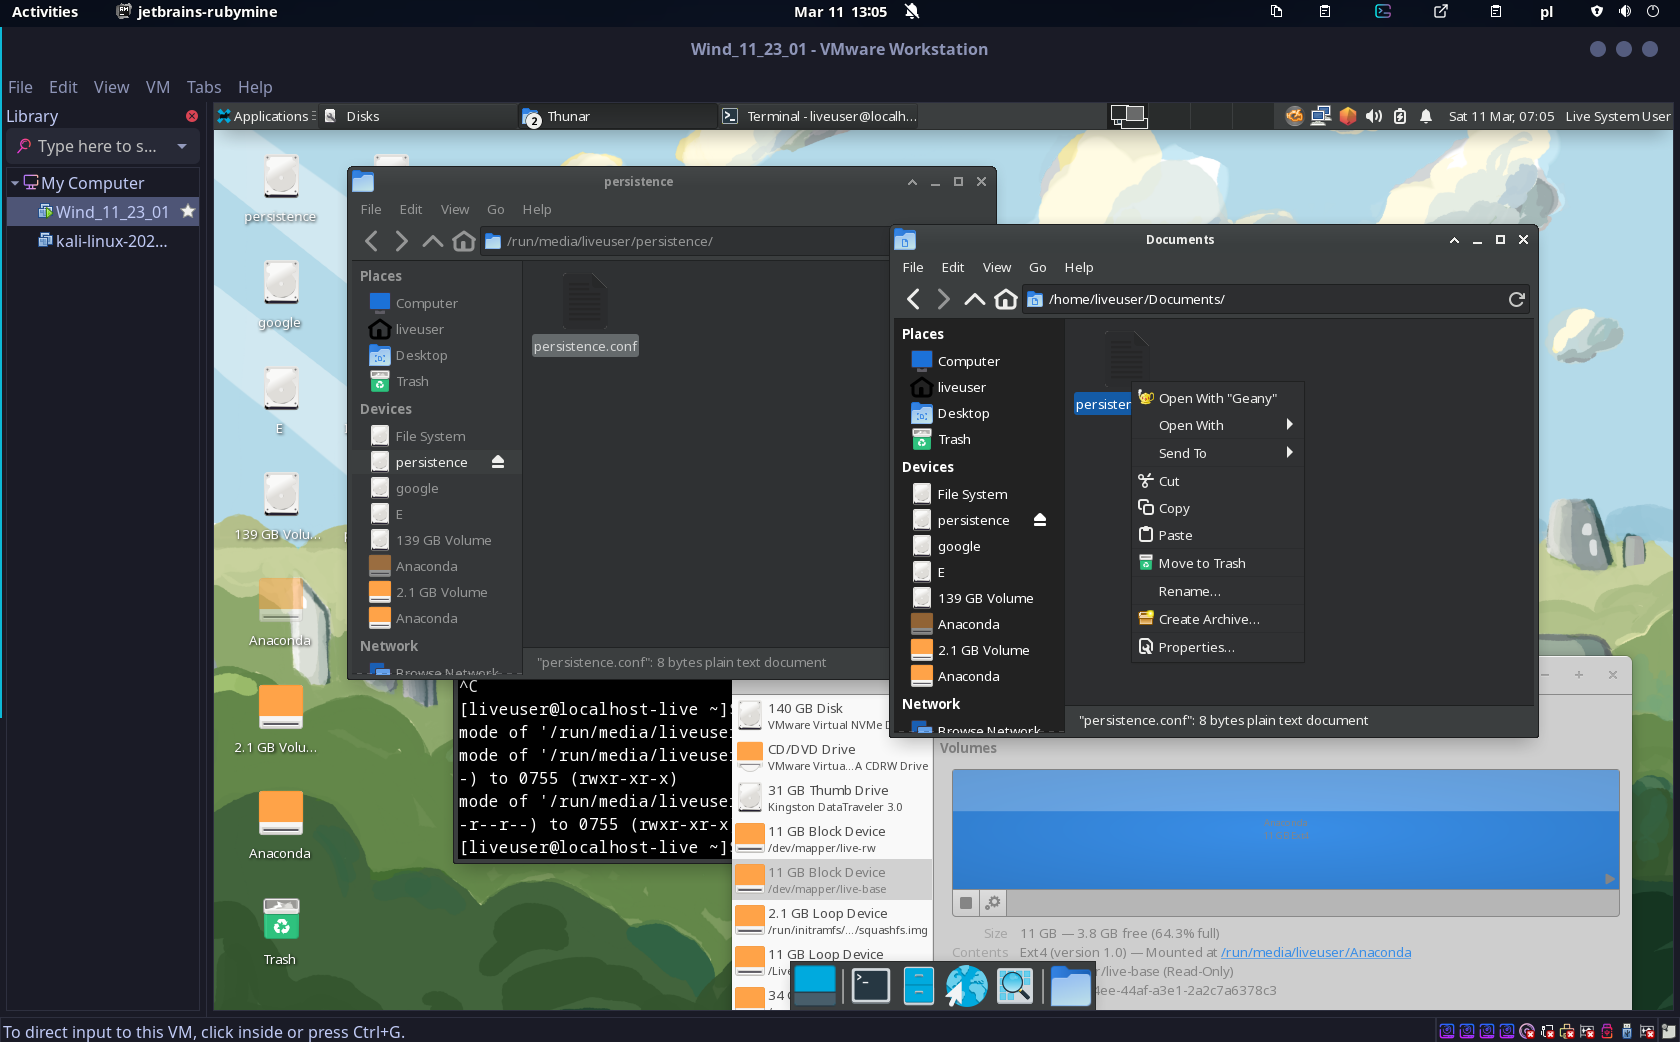 Activities
jetbrains-rubymine
Mar 11 13:05
pl
Wind_11_23_01 - VMware Workstation
File Edit View VM Tabs Help
Library
Type here to s...
My Computer
Wind_11_23_01
kali-linux-202...
Applications
Disks
2
Thunar
Terminal - liveuser@localh...
Sat 11 Mar, 07:05
Live System User
persistence
google
E
139 GB Volu...
Anaconda
2.1 GB Volu...
Anaconda
Trash
persistence
File Edit View Go Help
/run/media/liveuser/persistence/
Places
Computer
liveuser
Desktop
Trash
Devices
File System
persistence
google
E
139 GB Volume
Anaconda
2.1 GB Volume
Anaconda
Network
Browse Network
persistence.conf
"persistence.conf": 8 bytes plain text document
Documents
File Edit View Go Help
/home/liveuser/Documents/
Places
Computer
liveuser
Desktop
Trash
Devices
File System
persistence
google
E
139 GB Volume
Anaconda
2.1 GB Volume
Anaconda
Network
Browse Network
persister
Open With "Geany"
Open With
Send To
Cut
Copy
Paste
Move to Trash
Rename...
Create Archive...
Properties...
"persistence.conf": 8 bytes plain text document
^C
[liveuser@localhost-live ~]
mode of '/run/media/liveuse
mode of '/run/media/liveuse
-) to 0755 (rwxr-xr-x)
mode of '/run/media/liveuse
-r--r--) to 0755 (rwxr-xr-x
[liveuser@localhost-live ~]
140 GB Disk
VMware Virtual NVMe D
CD/DVD Drive
VMware Virtua...A CDRW Drive
31 GB Thumb Drive
Kingston DataTraveler 3.0
11 GB Block Device
/dev/mapper/live-rw
11 GB Block Device
/dev/mapper/live-base
2.1 GB Loop Device
/run/initramfs/.../squashfs.img
11 GB Loop Device
/Live
34
Volumes
Size 11 GB — 3.8 GB free (64.3% full)
Contents Ext4 (version 1.0) — Mounted at /run/media/liveuser/Anaconda
r/live-base (Read-Only)
4ee-44af-a3e1-2a2c7a6378c3
To direct input to this VM, click inside or press Ctrl+G.